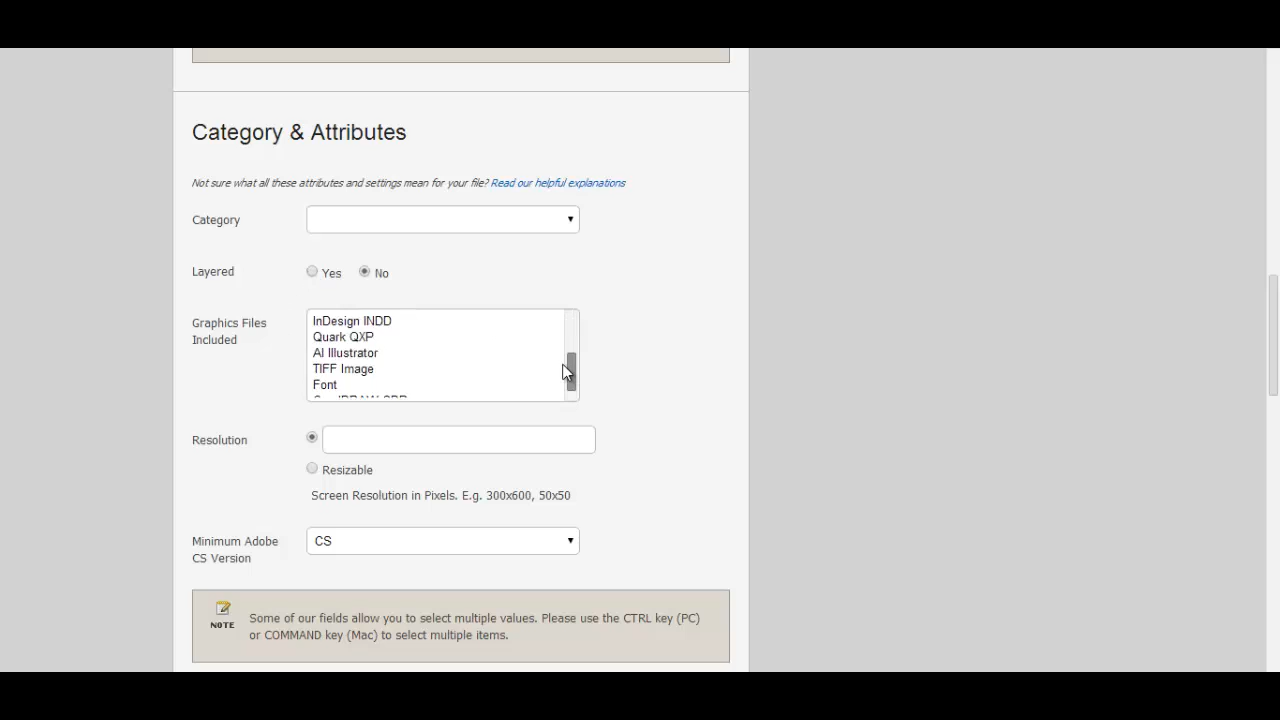 Category & Attributes
Not sure what all these attributes and settings mean for your file? Read our helpful explanations
Category
Layered
Yes
No
Graphics Files
Included
InDesign INDD
Quark QXP
AI Illustrator
TIFF Image
Font
Resolution
Resizable
Screen Resolution in Pixels. E.g. 300x600, 50x50
Minimum Adobe
CS Version
CS
NOTE
Some of our fields allow you to select multiple values. Please use the CTRL key (PC)
or COMMAND key (Mac) to select multiple items.